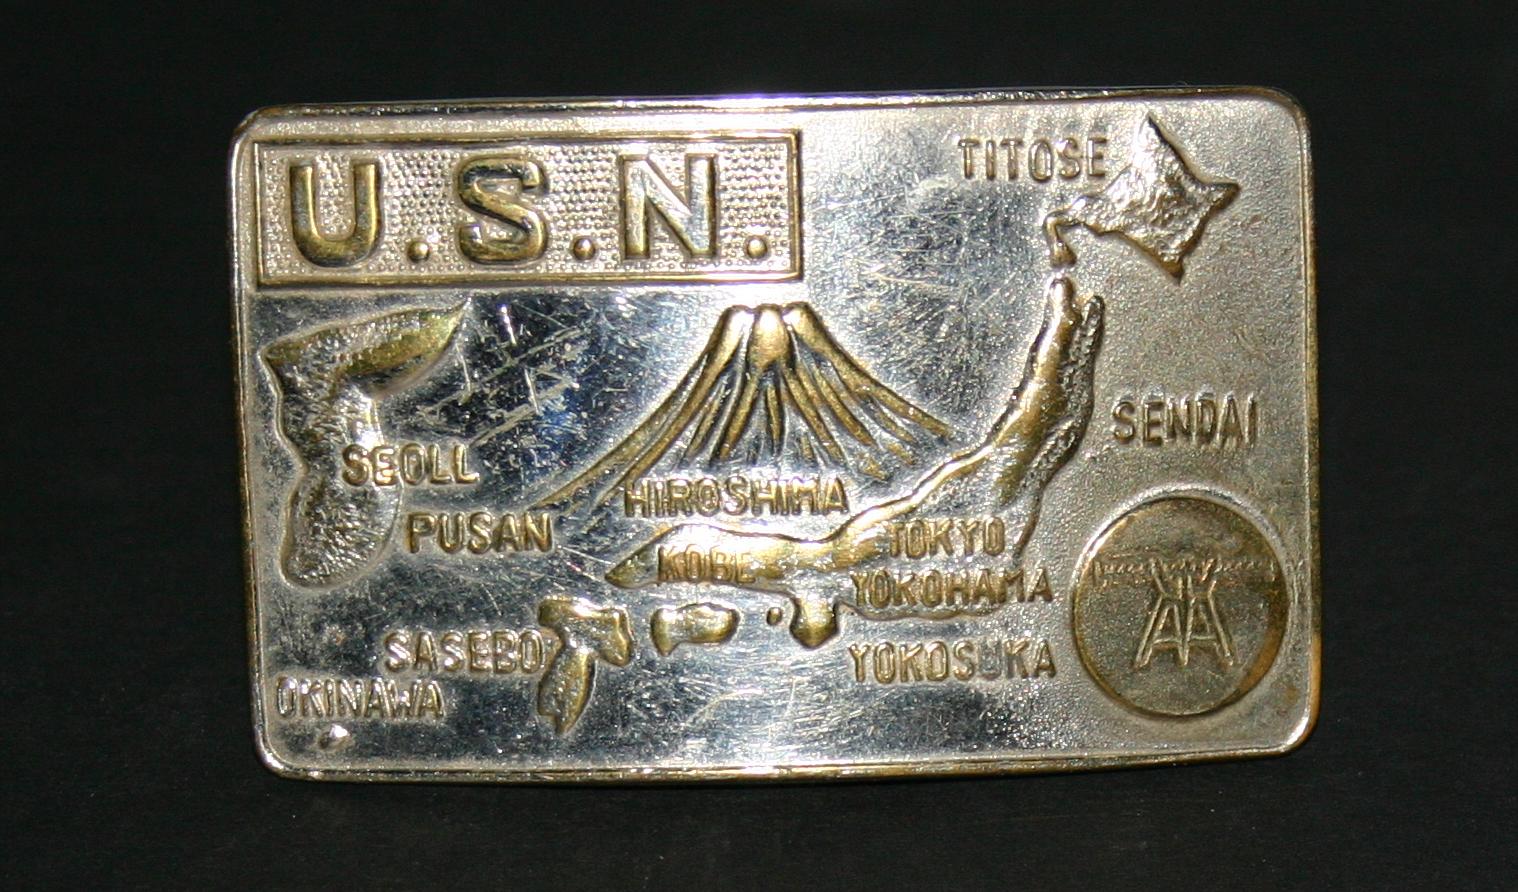 U.S.N.
TITOSE
SENDAI
SEOLL
HIROSHIMA
PUSAN
KOBE
TOKYO
YOKOHAMA
SASEBO
YOKOSUKA
OKINAWA